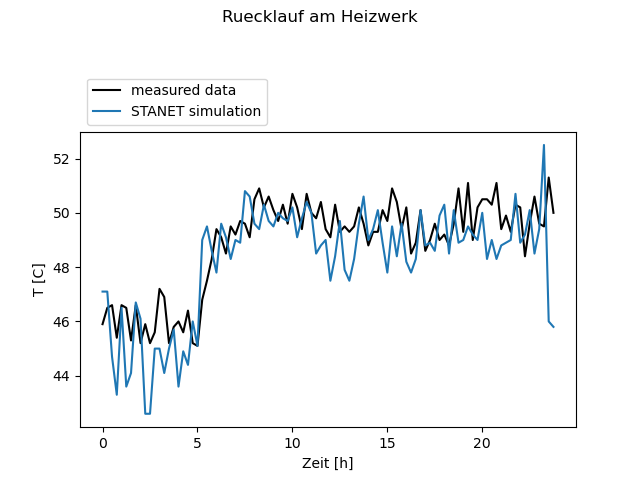 Ruecklauf am Heizwerk
measured data
STANET simulation
52
50
48
46
44
T [C]
0 5 10 15 20
Zeit [h]